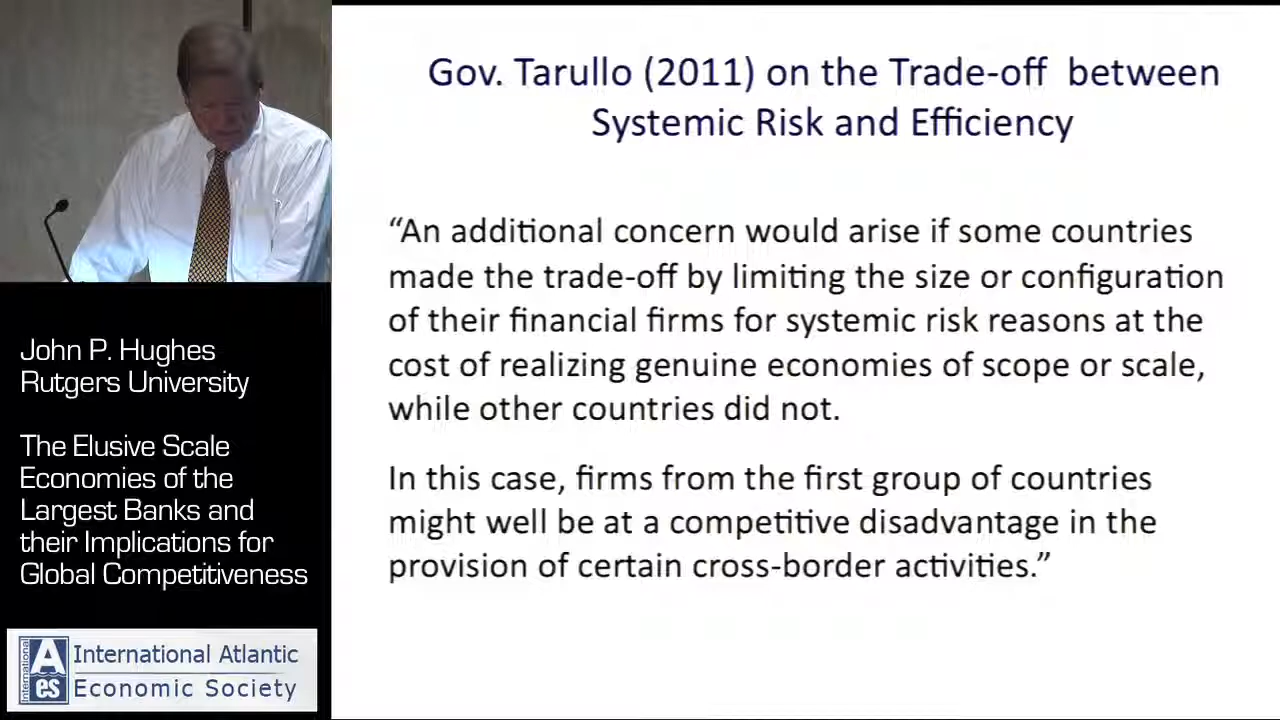 Gov. Tarullo (2011) on the Trade-off between
Systemic Risk and Efficiency
“An additional concern would arise if some countries
made the trade-off by limiting the size or configuration
of their financial firms for systemic risk reasons at the
cost of realizing genuine economies of scope or scale,
while other countries did not.
In this case, firms from the first group of countries
might well be at a competitive disadvantage in the
provision of certain cross-border activities.”
John P. Hughes
Rutgers University
The Elusive Scale
Economies of the
Largest Banks and
their Implications for
Global Competitiveness
International
A
es
International Atlantic
Economic Society